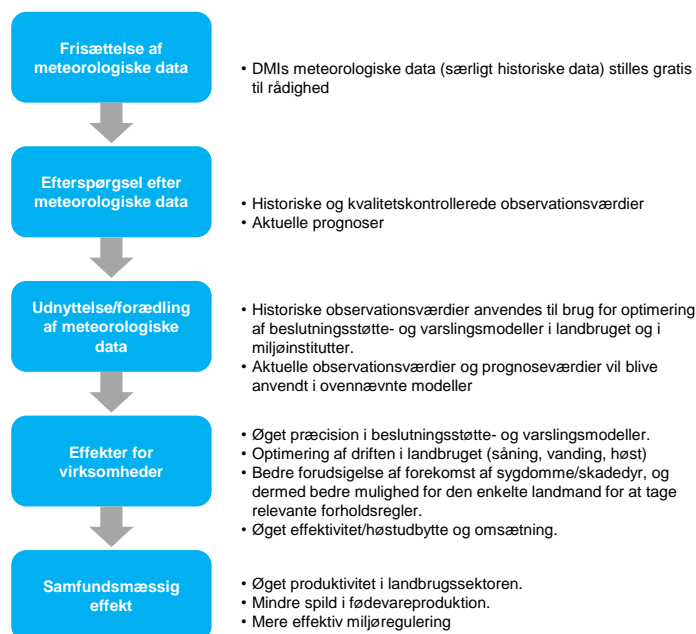 Frisættelse af
meteorologiske data
• DMIs meteorologiske data (særligt historiske data) stilles gratis
til rådighed
Efterspørgsel efter
meteorologiske data
• Historiske og kvalitetskontrollerede observationsværdier
• Aktuelle prognoser
Udnyttelse/forædling
af meteorologiske
data
• Historiske observationsværdier anvendes til brug for optimering
af beslutningsstøtte- og varslingsmodeller i landbruget og i
miljøinstitutter.
• Aktuelle observationsværdier og prognoseværdier vil blive
anvendt i ovennævnte modeller
Effekter for
virksomheder
• Øget præcision i beslutningsstøtte- og varslingsmodeller.
• Optimering af driften i landbruget (såning, vanding, høst)
• Bedre forudsigelse af forekomst af sygdomme/skadedyr, og
dermed bedre mulighed for den enkelte landmand for at tage
relevante forholdsregler.
• Øget effektivitet/høstudbytte og omsætning.
Samfundsmæssig
effekt
• Øget produktivitet i landbrugssektoren.
• Mindre spild i fødevareproduktion.
• Mere effektiv miljøregulering